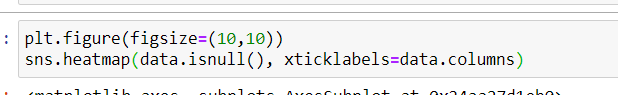 : plt.figure(figsize=(10,10))
sns.heatmap(data.isnull(), xticklabels=data.columns)